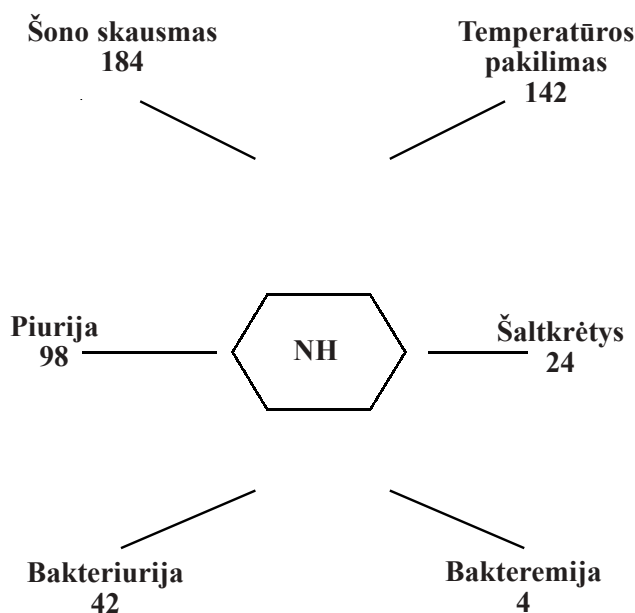 Šono skausmas
184
Temperatūros
pakilimas
142
Piurija
98
NH
Šaltkrėtys
24
Bakteriurija
42
Bakteremija
4